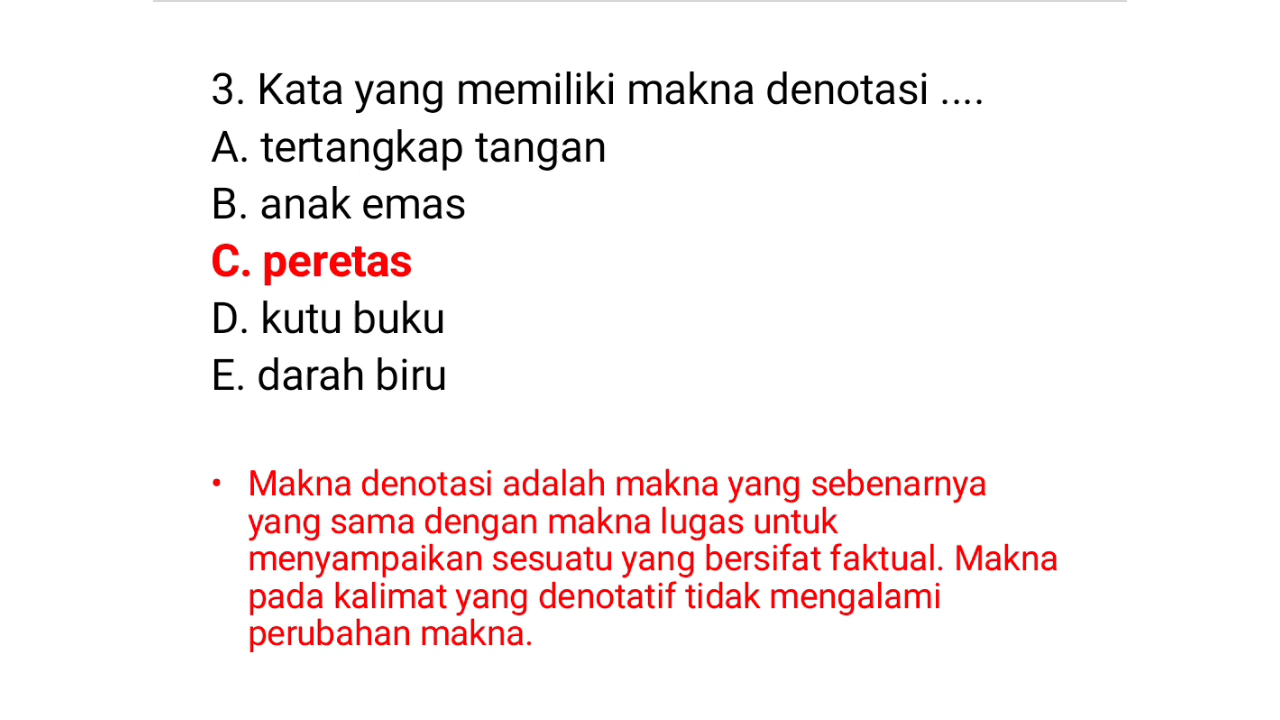 3. Kata yang memiliki makna denotasi ....
A. tertangkap tangan
B. anak emas
C. peretas
D. kutu buku
E. darah biru
• Makna denotasi adalah makna yang sebenarnya
yang sama dengan makna lugas untuk
menyampaikan sesuatu yang bersifat faktual. Makna
pada kalimat yang denotatif tidak mengalami
perubahan makna.